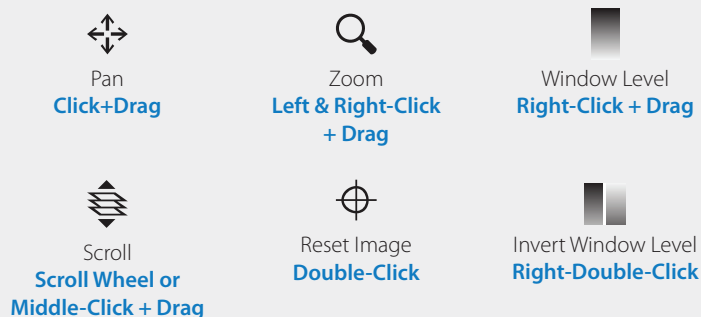 Pan
Click+Drag
Zoom
Left & Right-Click
+ Drag
Window Level
Right-Click + Drag
Scroll
Scroll Wheel or
Middle-Click + Drag
Reset Image
Double-Click
Invert Window Level
Right-Double-Click